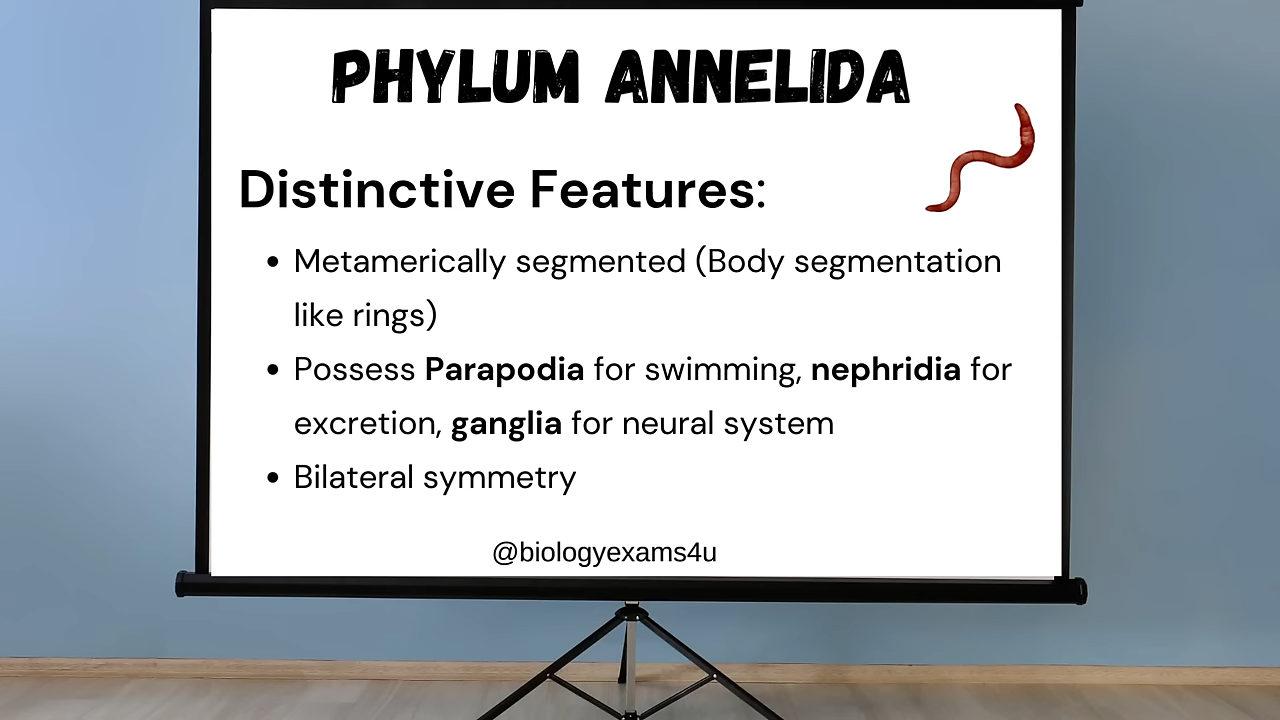 PHYLUM ANNELIDA
Distinctive Features:
• Metamerically segmented (Body segmentation
like rings)
• Possess Parapodia for swimming, nephridia for
excretion, ganglia for neural system
• Bilateral symmetry
@biologyexams4u